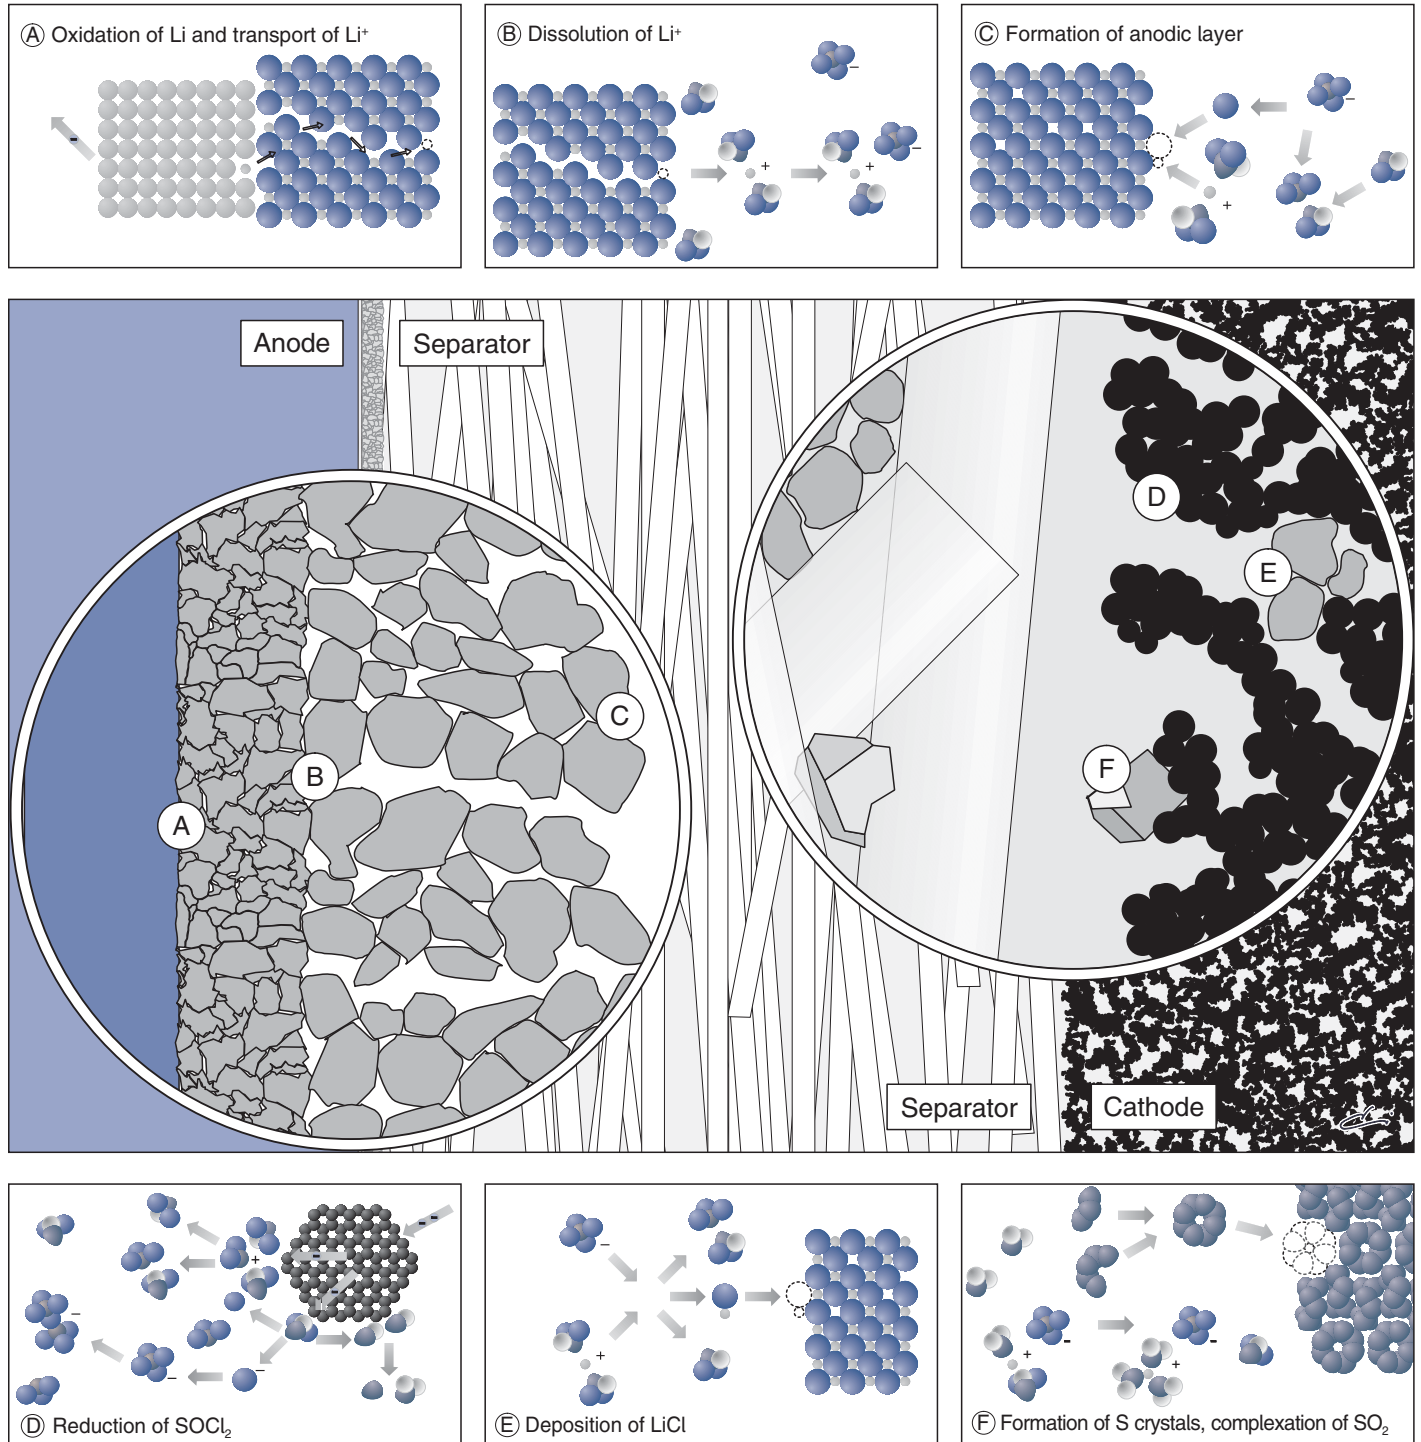 A Oxidation of Li and transport of Li⁺
B Dissolution of Li⁺
C Formation of anodic layer
−
+
+
−
−
+
Anode
Separator
D
E
C
B
F
A
Separator
Cathode
+
−
−
−
−
+
+
-
+
-
D Reduction of SOCl₂
E Deposition of LiCl
F Formation of S crystals, complexation of SO₂